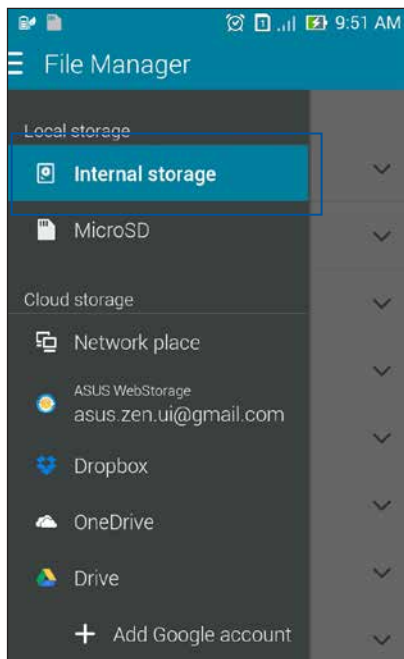 9:51 AM
File Manager
Local storage
Internal storage
MicroSD
Cloud storage
Network place
ASUS WebStorage
asus.zen.ui@gmail.com
Dropbox
OneDrive
Drive
+ Add Google account